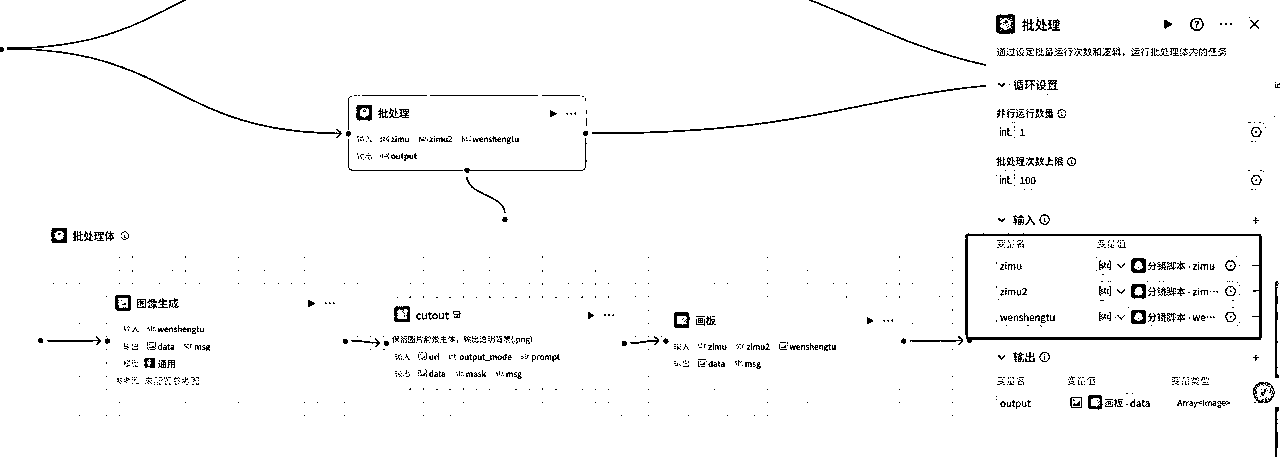 批处理
输入 zimu zimu2 wenshengtu
输出 output
批处理体
图像生成
输入 wenshengtu
输出 data msg
模型 通用
cutout
保留图片前景主体，输出透明背景(.png)
输入 url output_mode prompt
输出 data mask msg
画板
输入 zimu zimu2 wenshengtu
输出 data msg
批处理
通过设定批量运行次数和逻辑，运行批处理体内的任务
循环设置
并行运行数量
int. 1
批处理次数上限
int. 100
输入
变量名 变量值
zimu 分镜脚本 - zimu
zimu2 分镜脚本 - zim…
wenshengtu 分镜脚本 - we…
输出
变量名 变量值 变量类型
output 画板 - data Array<Image>